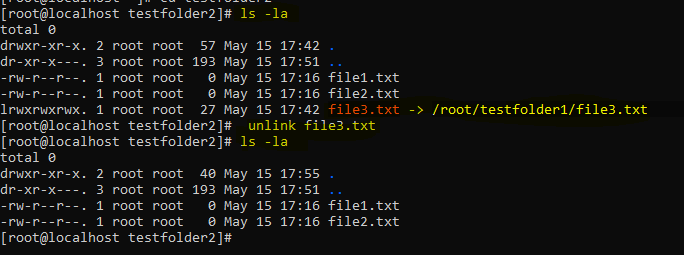 [root@localhost testfolder2]# ls -la
total 0
drwxr-xr-x. 2 root root  57 May 15 17:42 .
dr-xr-x---. 3 root root 193 May 15 17:51 ..
-rw-r--r--. 1 root root   0 May 15 17:16 file1.txt
-rw-r--r--. 1 root root   0 May 15 17:16 file2.txt
lrwxrwxrwx. 1 root root  27 May 15 17:42 file3.txt -> /root/testfolder1/file3.txt
[root@localhost testfolder2]#  unlink file3.txt
[root@localhost testfolder2]# ls -la
total 0
drwxr-xr-x. 2 root root  40 May 15 17:55 .
dr-xr-x---. 3 root root 193 May 15 17:51 ..
-rw-r--r--. 1 root root   0 May 15 17:16 file1.txt
-rw-r--r--. 1 root root   0 May 15 17:16 file2.txt
[root@localhost testfolder2]#